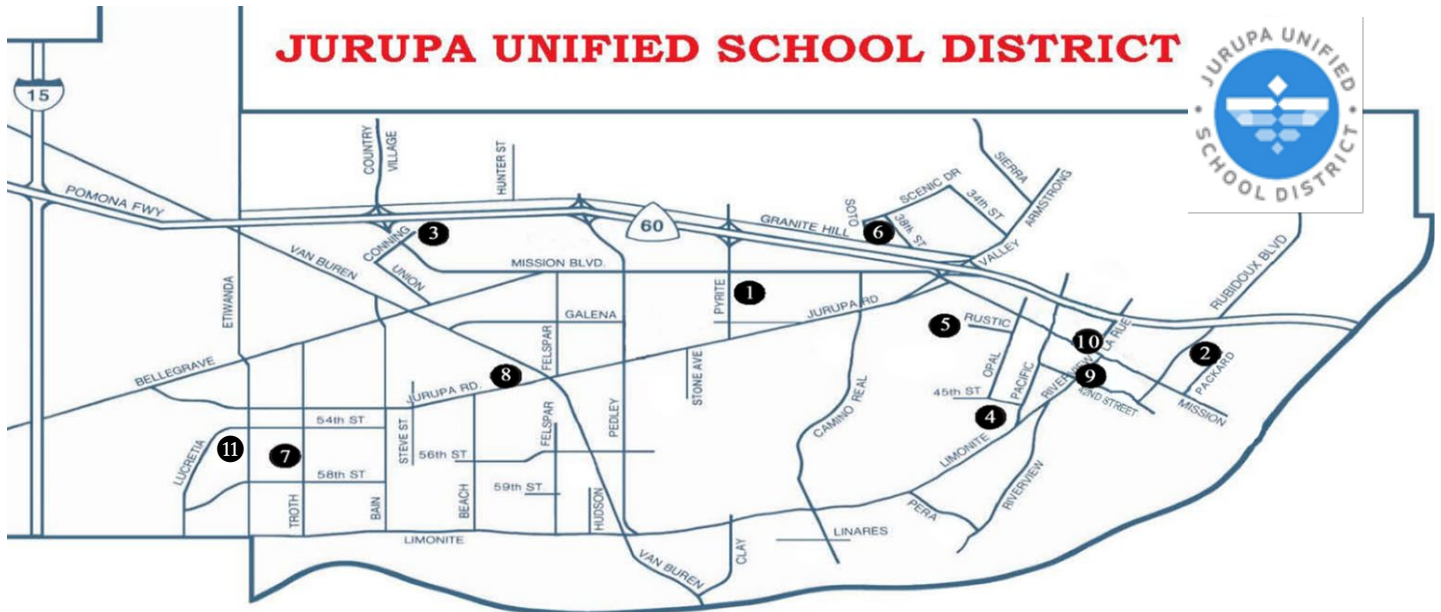 JURUPA UNIFIED SCHOOL DISTRICT
JURUPA UNIFIED
SCHOOL DISTRICT
15
POMONA FWY
COUNTRY
VILLAGE
HUNTER ST
60
GRANITE HILL
SOTO
SCENIC DR
38th ST
34th ST
SIERRA
ARMSTRONG
VALLEY
RUBIDOUX BLVD
6
3
CONNING
UNION
VAN BUREN
MISSION BLVD.
ETIWANDA
1
PYRITE
JURUPA RD
GALENA
FELSPAR
5
RUSTIC
OPAL
PACIFIC
10
LA RUE
RIVERVIEW
2
PACKARD
9
42ND STREET
MISSION
BELLEGRAVE
8
JURUPA RD.
STONE AVE
CAMINO REAL
45th ST
4
LIMONITE
54th ST
STEVE ST
FELSPAR
PEDLEY
LUCRETIA
11
7
56th ST
58th ST
59th ST
TROTH
BAIN
BEACH
HUDSON
PERA
RIVERVIEW
LIMONITE
VAN BUREN
CLAY
LINARES